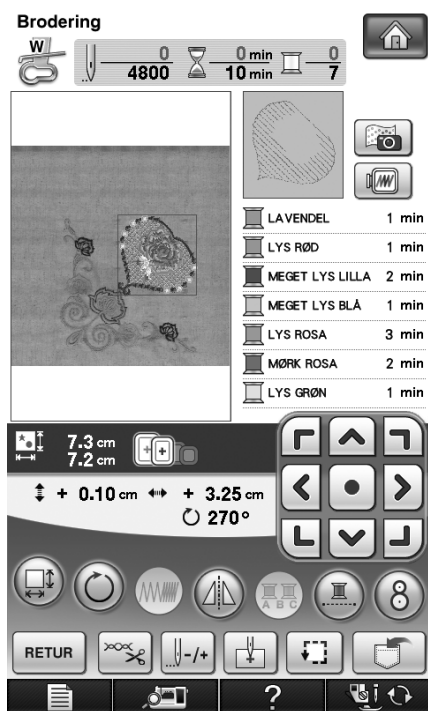 Brodering
W
0
4800
0 min
10 min
0
7
LAVENDEL 1 min
LYS RØD 1 min
MEGET LYS LILLA 2 min
MEGET LYS BLÅ 1 min
LYS ROSA 3 min
MØRK ROSA 2 min
LYS GRØN 1 min
7.3 cm
7.2 cm
+ 0.10 cm + 3.25 cm
270°
A B C
8
RETUR
-/+
?